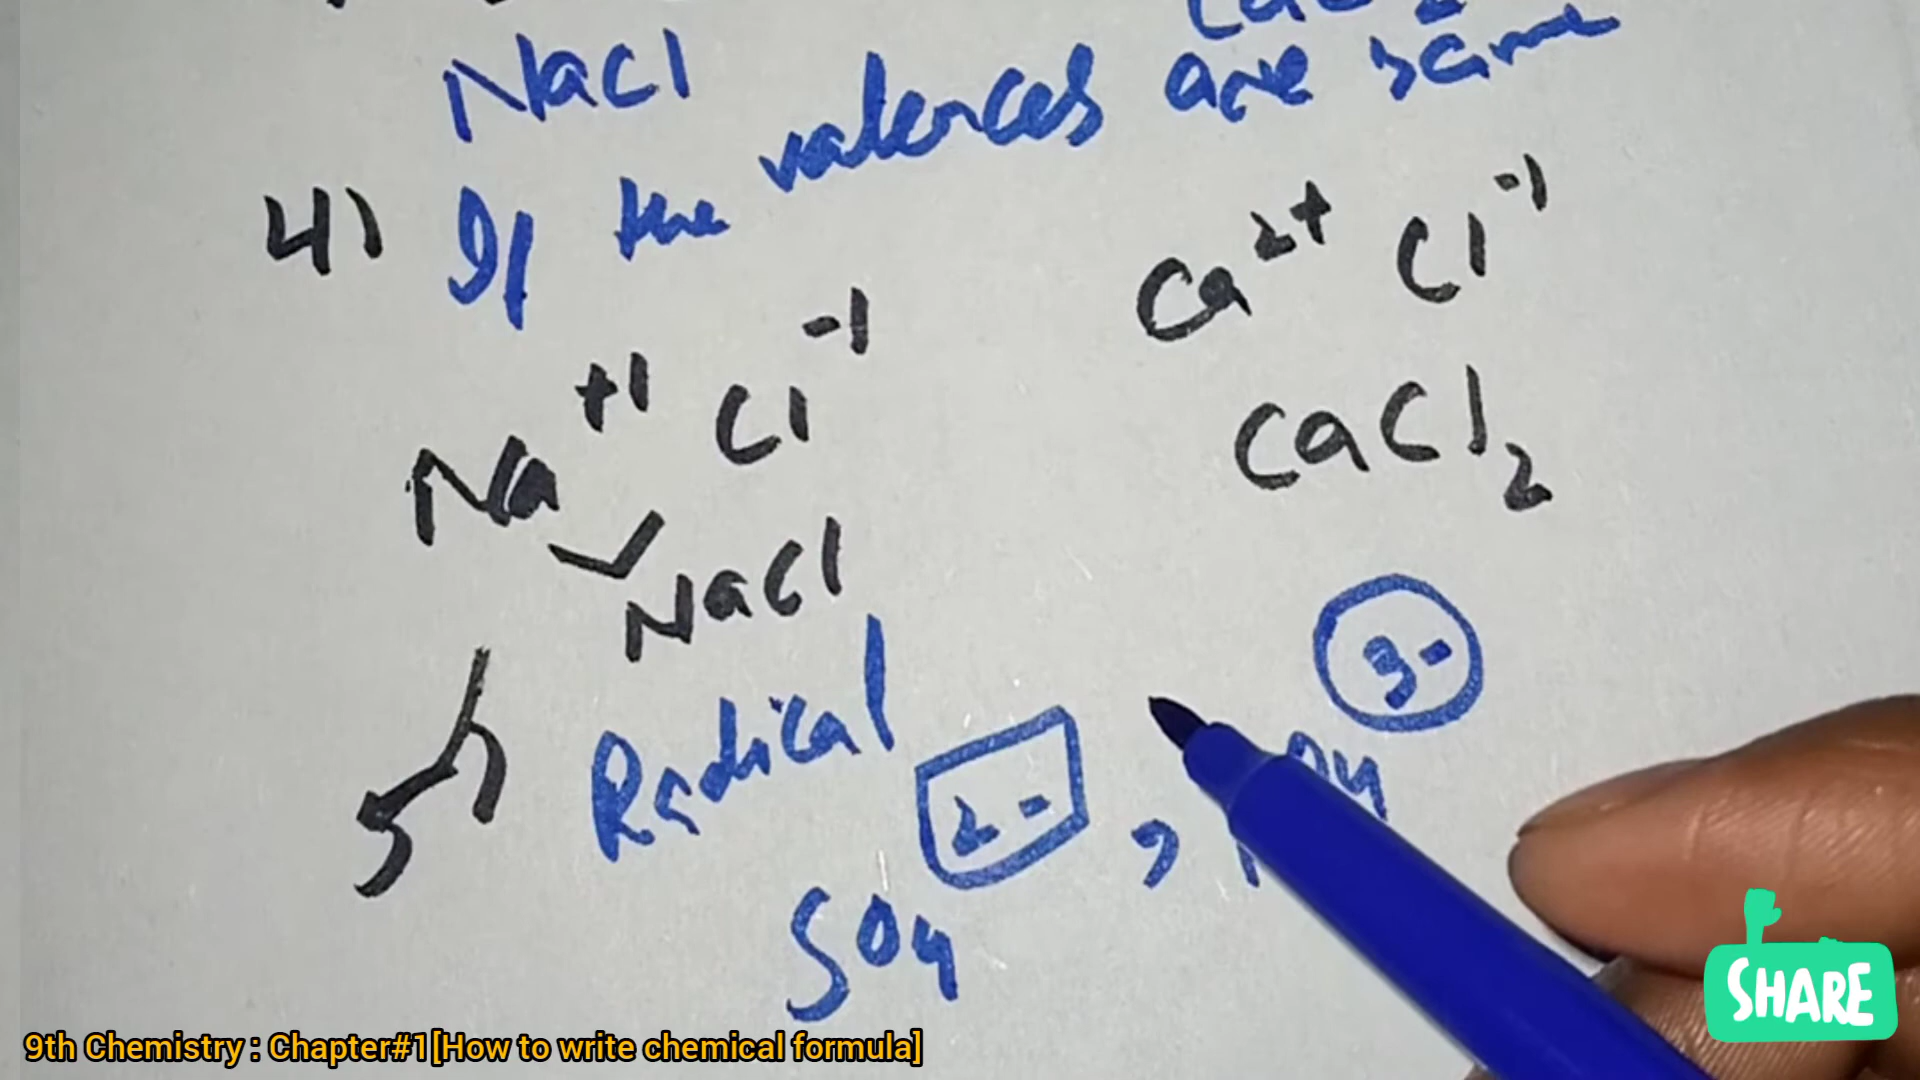 NaCl
4) If the valences are same
Na+1 Cl-1
Ca2+ Cl-1
NaCl
CaCl2
5) Radical
SO4 2-, PO4 3-
SHARE
9th Chemistry : Chapter#1[How to write chemical formula]